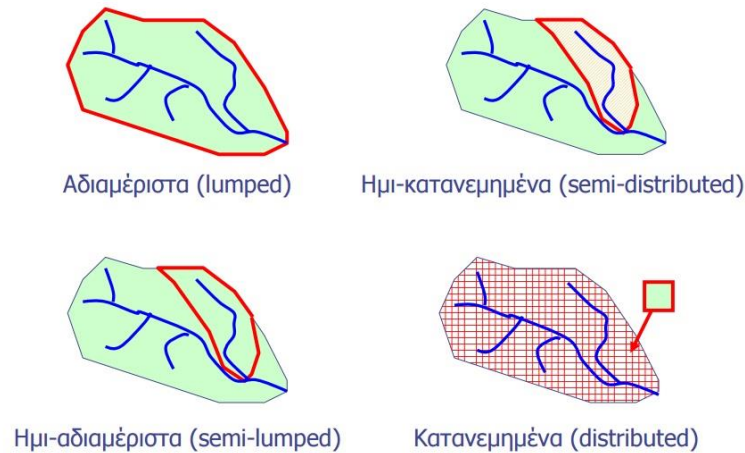 Αδιαμέριστα (lumped)
Ημι-κατανεμημένα (semi-distributed)
Ημι-αδιαμέριστα (semi-lumped)
Κατανεμημένα (distributed)